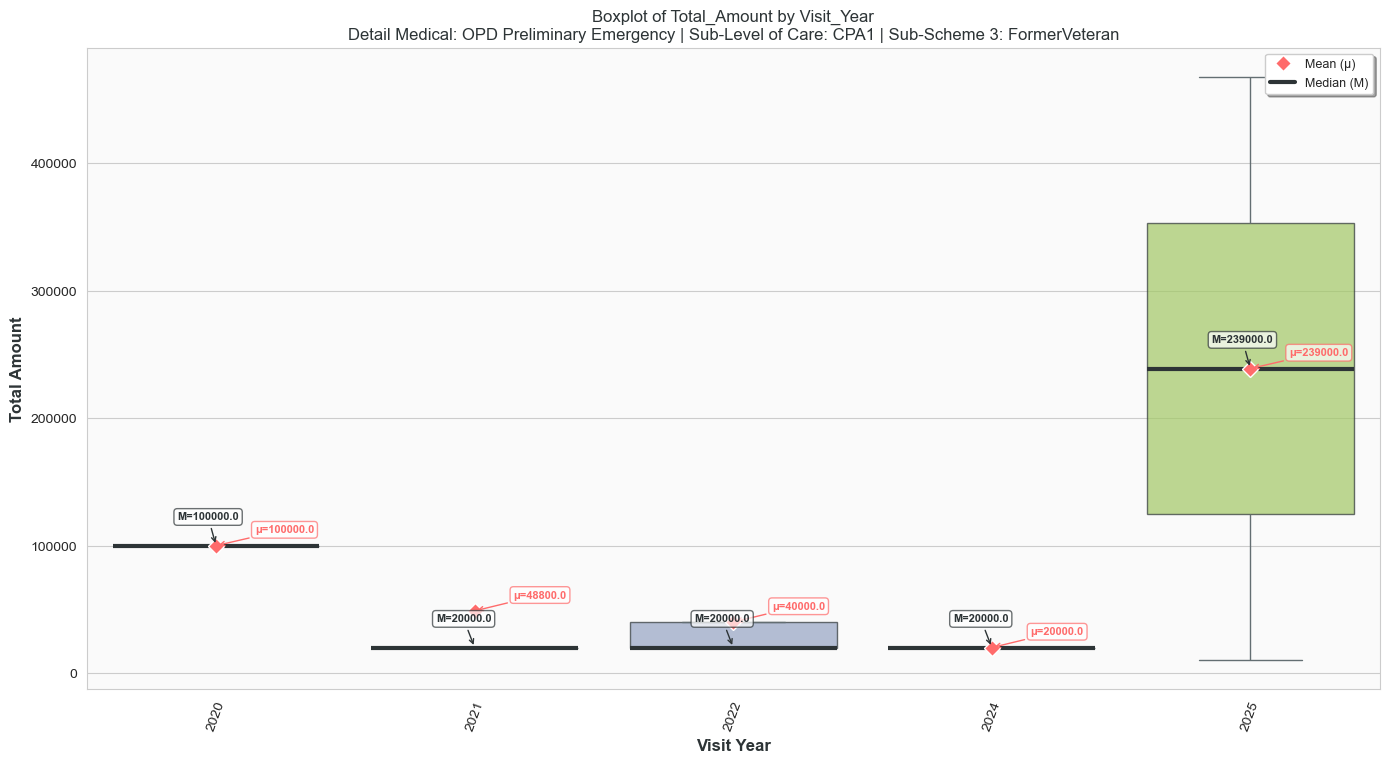 Boxplot of Total_Amount by Visit_Year
Detail Medical: OPD Preliminary Emergency | Sub-Level of Care: CPA1 | Sub-Scheme 3: FormerVeteran
Mean (μ)
Median (M)
Total Amount
400000
300000
200000
100000
0
M=100000.0
μ=100000.0
M=20000.0
μ=48800.0
M=20000.0
μ=40000.0
M=20000.0
μ=20000.0
M=239000.0
μ=239000.0
2020
2021
2022
2024
2025
Visit Year